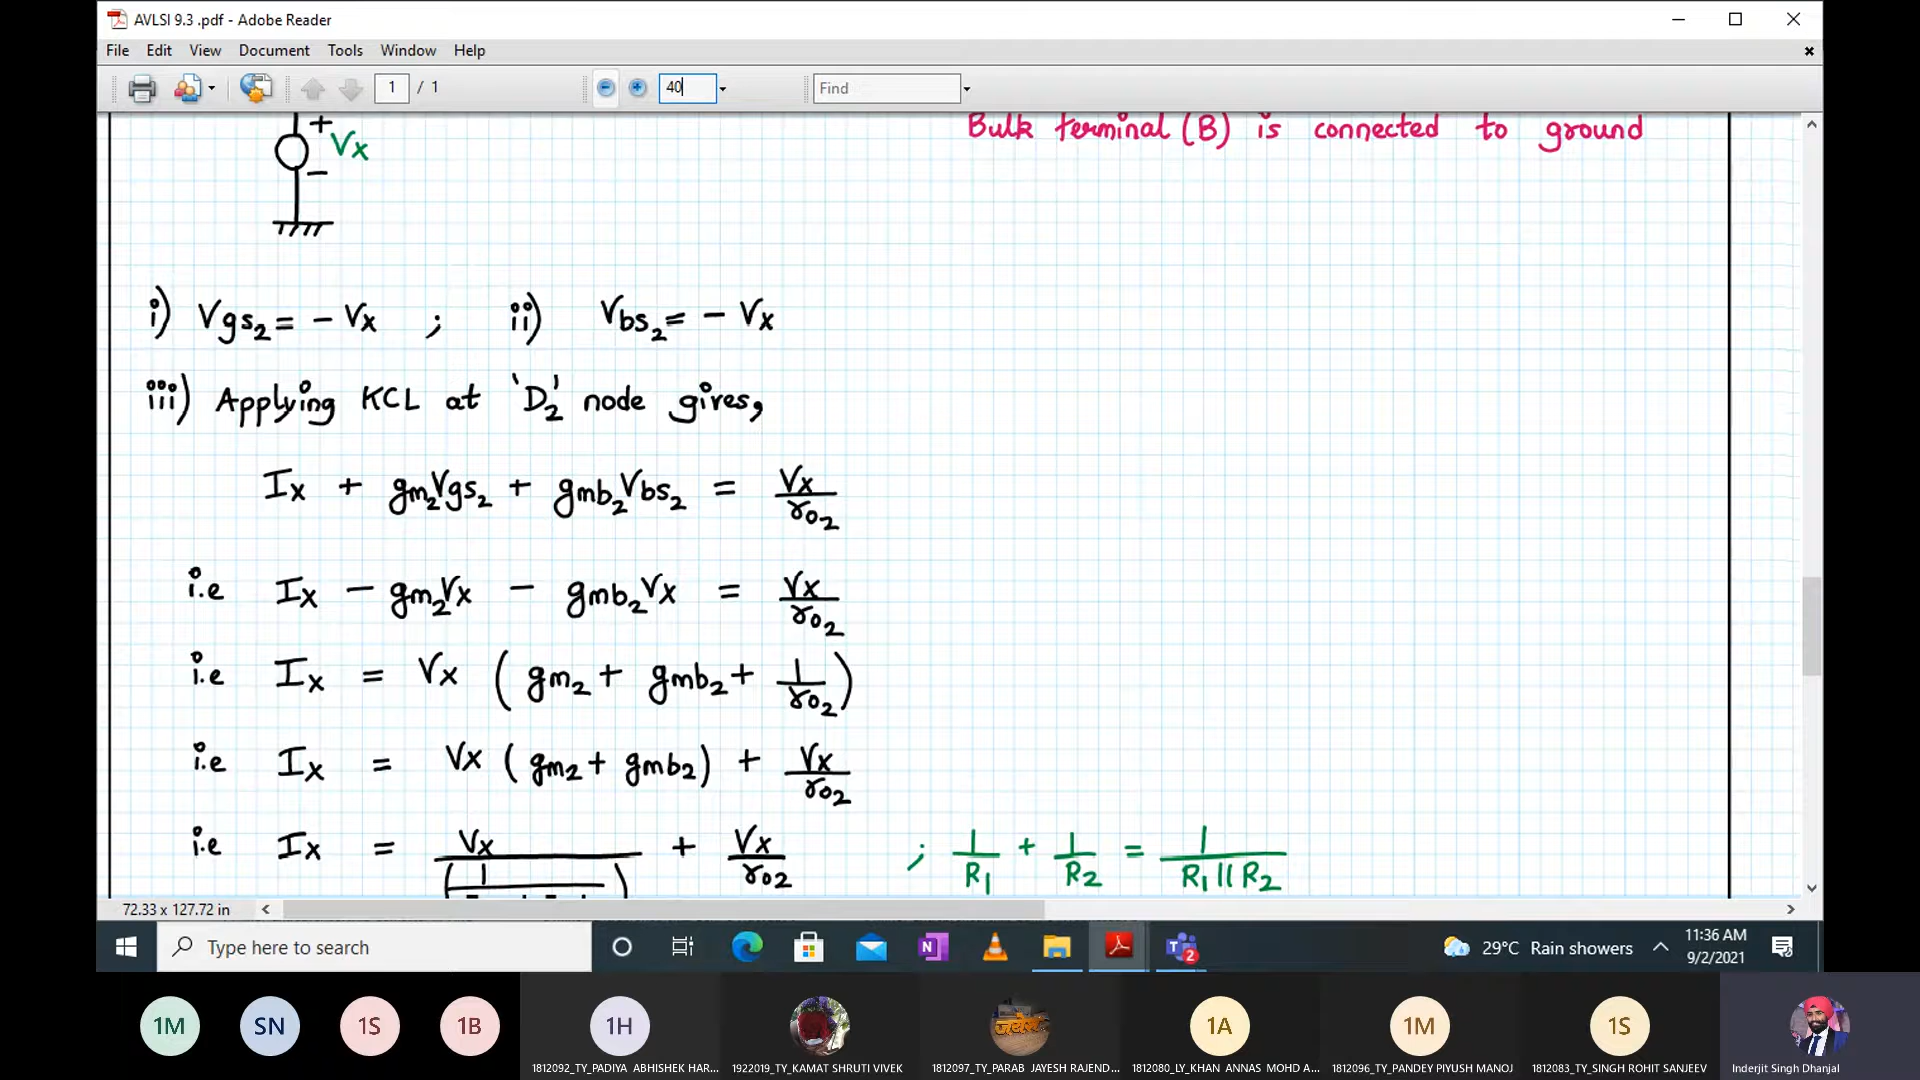 AVLSI 9.3 .pdf - Adobe Reader
File Edit View Document Tools Window Help
1 / 1 40 Find
+
Vx
−
Bulk terminal (B) is connected to ground
i) Vgs2 = − Vx ; ii) Vbs2 = − Vx
iii) Applying KCL at 'D2' node gives,
Ix + gm2Vgs2 + gmb2Vbs2 = Vx/ro2
i.e Ix − gm2Vx − gmb2Vx = Vx/ro2
i.e Ix = Vx (gm2 + gmb2 + 1/ro2)
i.e Ix = Vx (gm2 + gmb2) + Vx/ro2
i.e Ix = Vx/(1 + Vx/ro2 ; 1/R1 + 1/R2 = 1/R1 || R2
72.33 x 127.72 in
Type here to search
29°C Rain showers
11:36 AM
9/2/2021
1M SN 1S 1B 1H 1A 1M 1S
1812092_TY_PADIYA ABHISHEK HAR... 1922019_TY_KAMAT SHRUTI VIVEK 1812097_TY_PARAB JAYESH RAJEND... 1812080_LY_KHAN ANNAS MOHD A... 1812096_TY_PANDEY PIYUSH MANOJ 1812083_TY_SINGH ROHIT SANJEEV Inderjit Singh Dhanjal